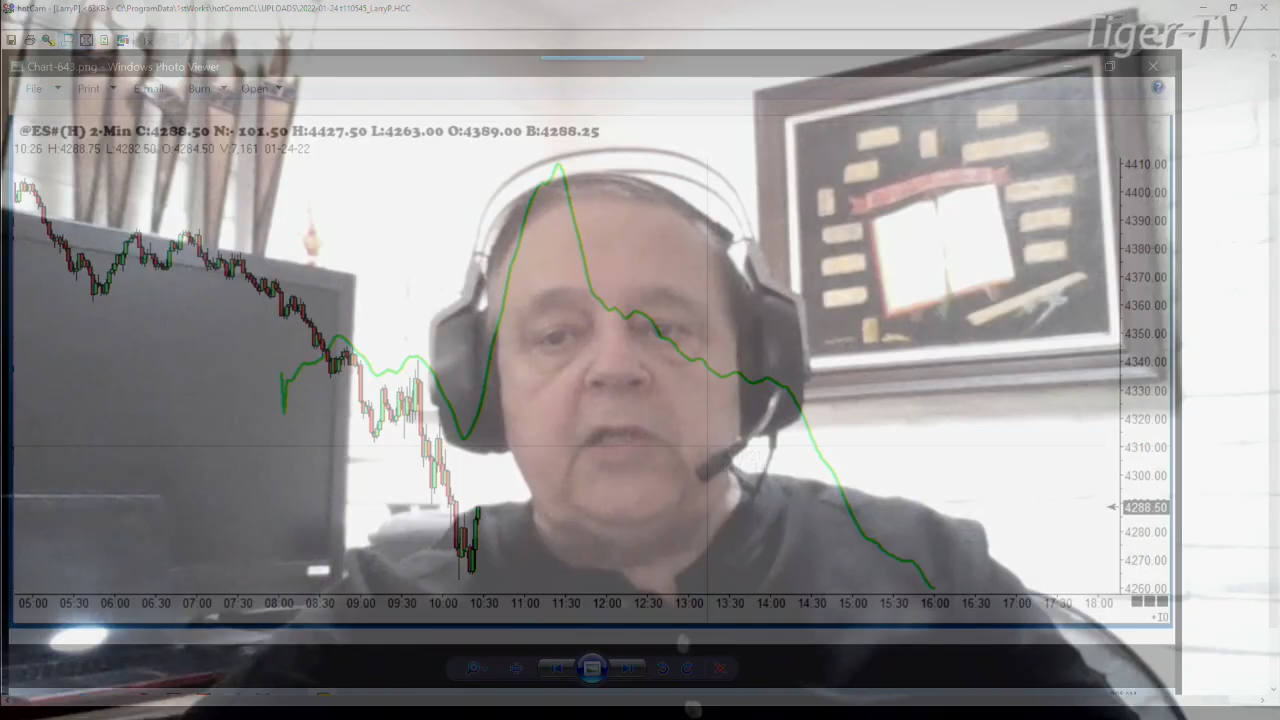 hotCam - [LarryP] <63KB> - C:\ProgramData\1stWorks\hotCommCL\UPLOADS\2022-01-24 t110545_LarryP.HCC
Tiger-TV
Chart-643.png - Windows Photo Viewer
File Print E-mail Burn Open
@ES#(H) 2-Min C:4288.50 N:- 101.50 H:4427.50 L:4263.00 O:4389.00 B:4288.25
10:26 H:4288.75 L:4282.50 O:4284.50 V:7,161 01-24-22
4410.00
4400.00
4390.00
4380.00
4370.00
4360.00
4350.00
4340.00
4330.00
4320.00
4310.00
4300.00
4288.50
4280.00
4270.00
4260.00
05:00 05:30 06:00 06:30 07:00 07:30 08:00 08:30 09:00 09:30 10:00 10:30 11:00 11:30 12:00 12:30 13:00 13:30 14:00 14:30 15:00 15:30 16:00 16:30 17:00 17:30 18:00
+10